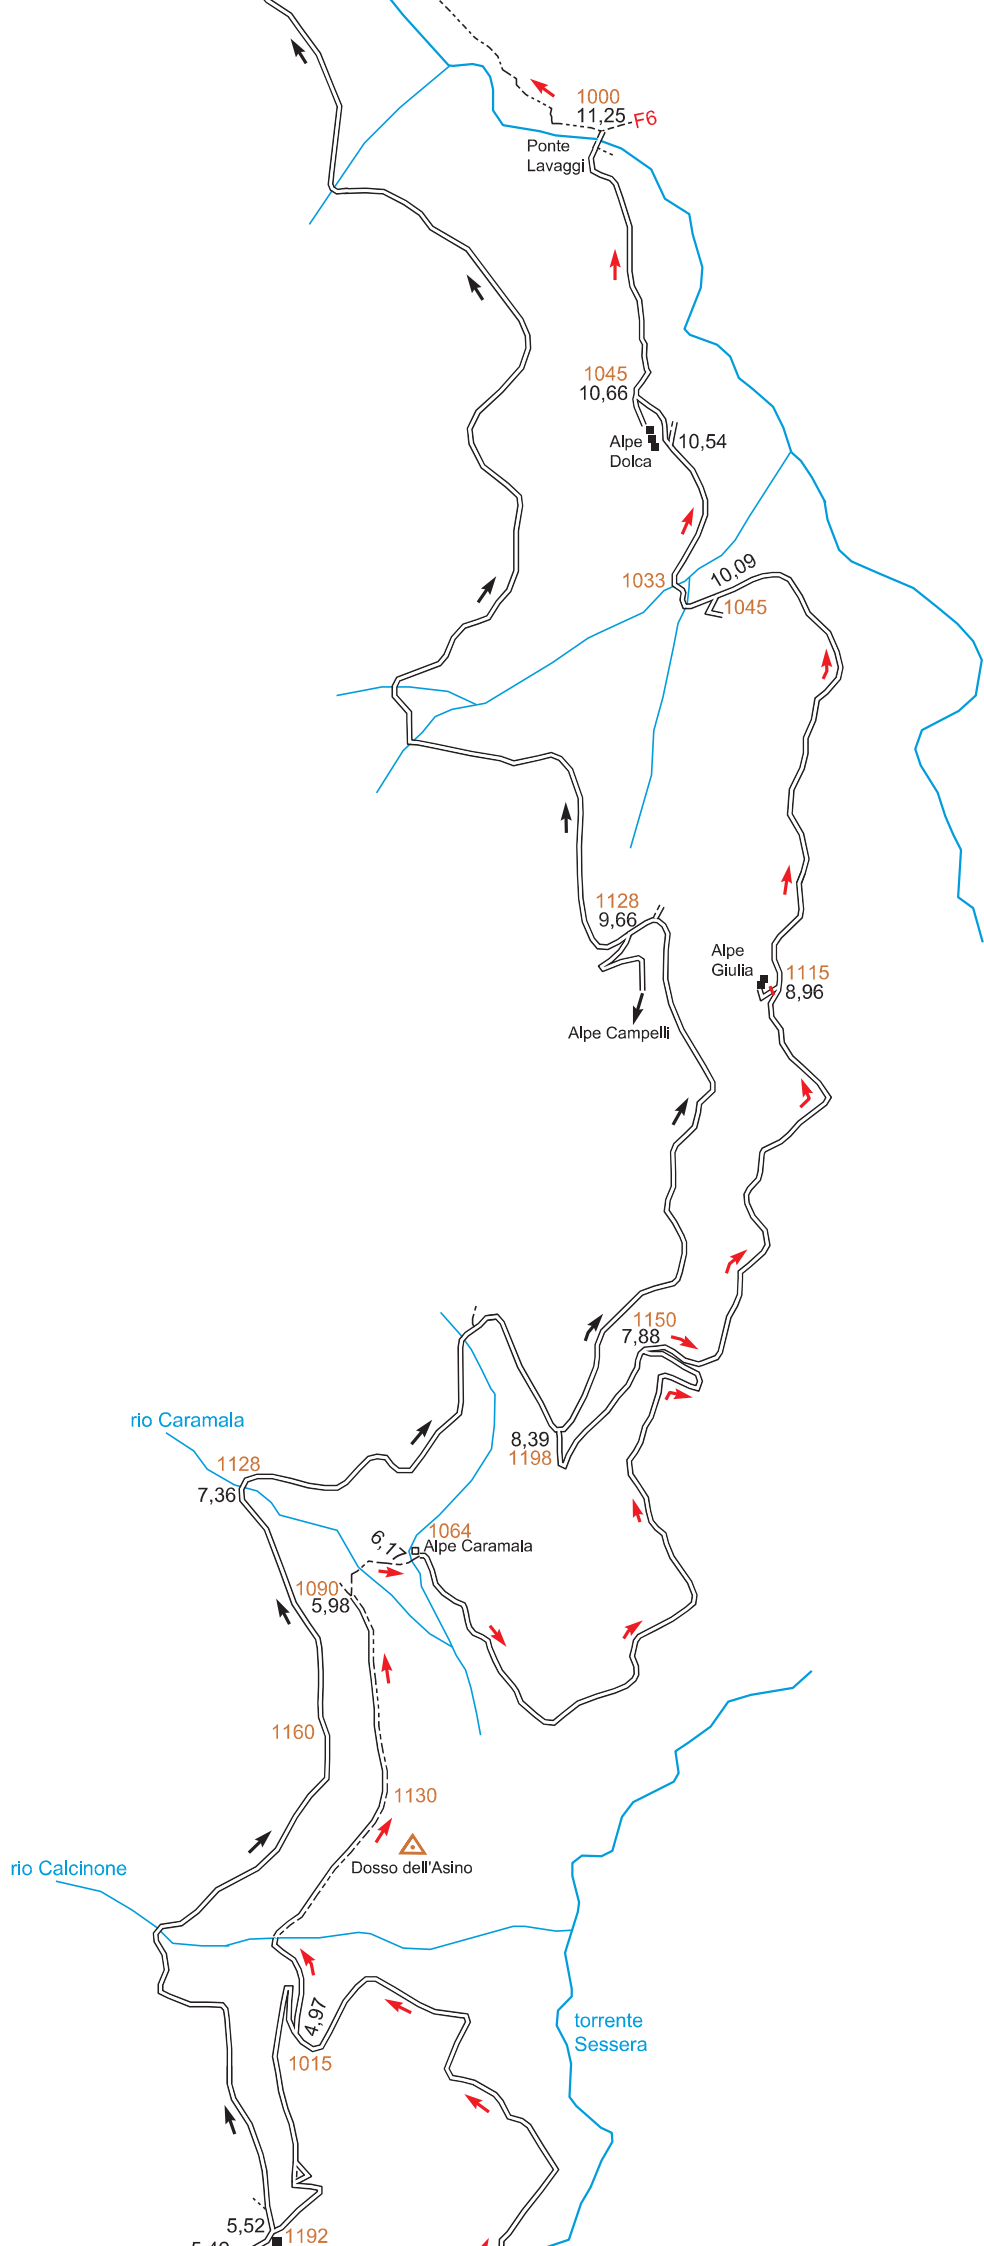 1000
11,25
F6
Ponte
Lavaggi
1045
10,66
Alpe
Dolca
10,54
10,09
1033
1045
1128
9,66
Alpe
Giulia
1115
8,96
Alpe Campelli
1150
7,88
rio Caramala
8,39
1198
1128
7,36
6,17
1064
Alpe Caramala
1090
5,98
1160
1130
Dosso dell'Asino
rio Calcinone
4,97
torrente
Sessera
1015
5,52
1192